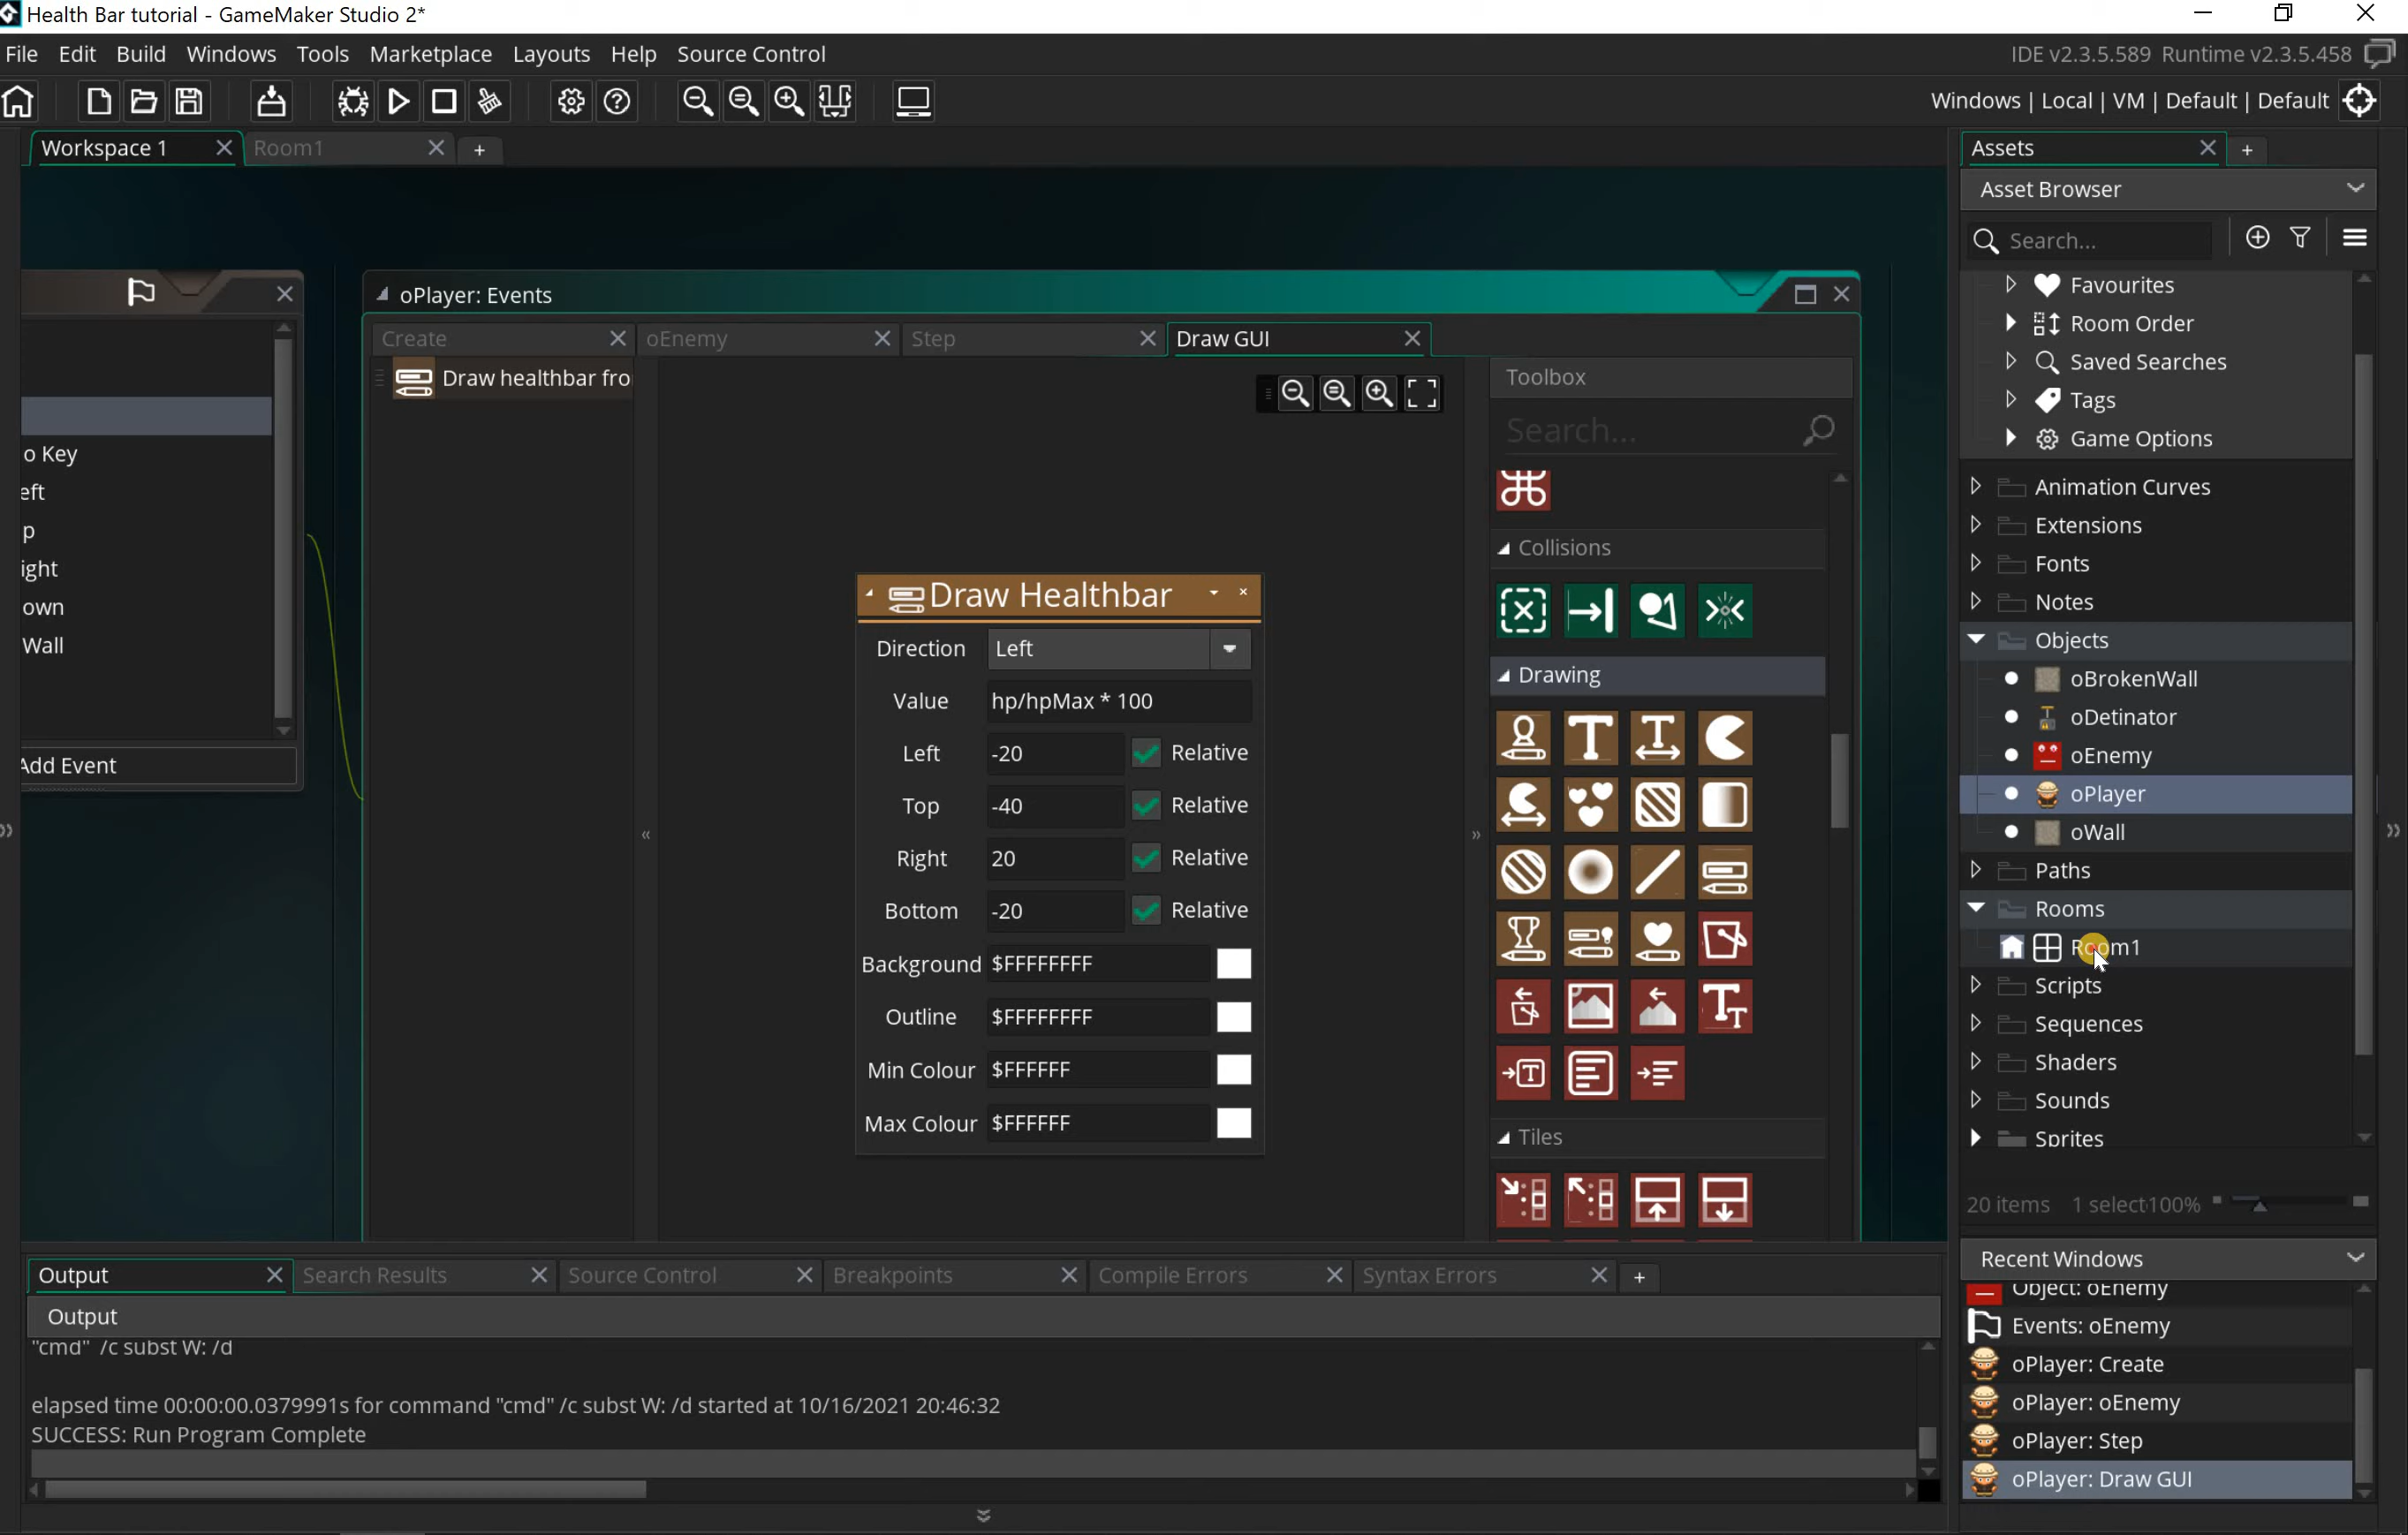 Health Bar tutorial - GameMaker Studio 2*
File Edit Build Windows Tools Marketplace Layouts Help Source Control
IDE v2.3.5.589 Runtime v2.3.5.458
Windows | Local | VM | Default | Default
Workspace 1
Room1
+
o Key
eft
p
ight
own
Wall
Add Event
oPlayer: Events
Create
oEnemy
Step
Draw GUI
Draw healthbar fro
Draw Healthbar
Direction Left
Value hp/hpMax * 100
Left -20 Relative
Top -40 Relative
Right 20 Relative
Bottom -20 Relative
Background $FFFFFFFF
Outline $FFFFFFFF
Min Colour $FFFFFF
Max Colour $FFFFFF
Toolbox
Search...
Collisions
Drawing
Tiles
Assets
+
Asset Browser
Search...
Favourites
Room Order
Saved Searches
Tags
Game Options
Animation Curves
Extensions
Fonts
Notes
Objects
oBrokenWall
oDetinator
oEnemy
oPlayer
oWall
Paths
Rooms
Room1
Scripts
Sequences
Shaders
Sounds
Sprites
20 items 1 select 100%
Recent Windows
Object: oEnemy
Events: oEnemy
oPlayer: Create
oPlayer: oEnemy
oPlayer: Step
oPlayer: Draw GUI
Output
Search Results
Source Control
Breakpoints
Compile Errors
Syntax Errors
+
Output
"cmd" /c subst W: /d
elapsed time 00:00:00.0379991s for command "cmd" /c subst W: /d started at 10/16/2021 20:46:32
SUCCESS: Run Program Complete